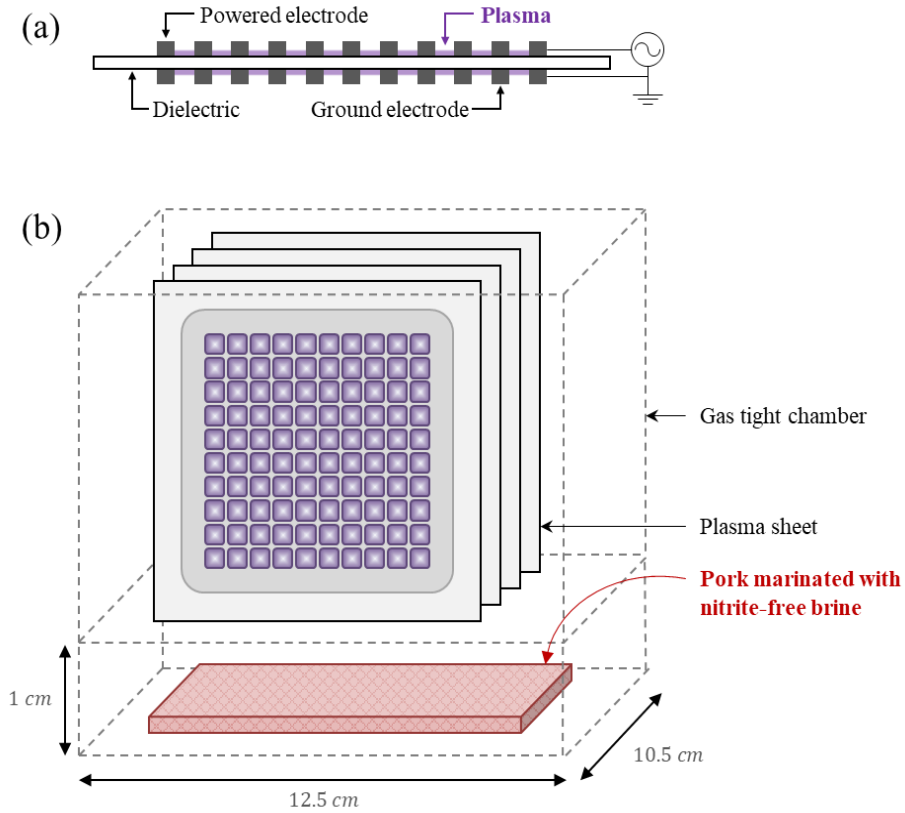 (a)
Powered electrode
Plasma
Dielectric
Ground electrode
(b)
Gas tight chamber
Plasma sheet
Pork marinated with
nitrite-free brine
1 cm
10.5 cm
12.5 cm